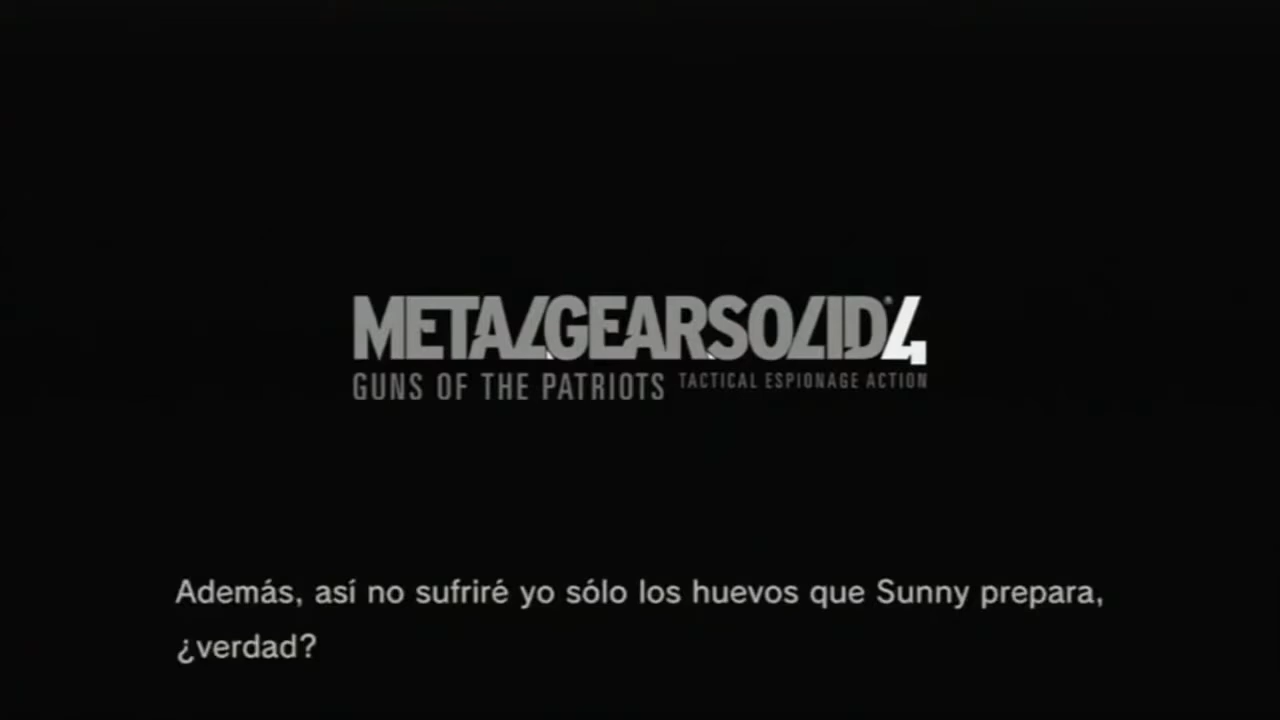 METAL GEAR SOLID® 4
GUNS OF THE PATRIOTS TACTICAL ESPIONAGE ACTION
Además, así no sufriré yo sólo los huevos que Sunny prepara,
¿verdad?